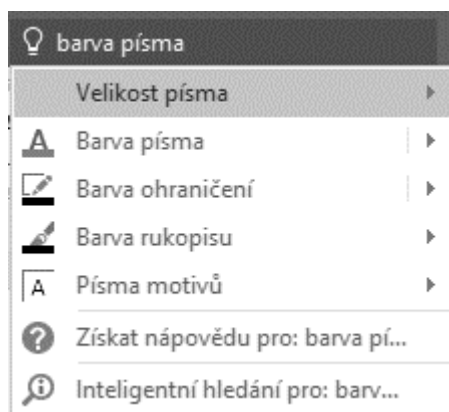 barva písma
Velikost písma
A Barva písma
Barva ohraničení
Barva rukopisu
A Písma motivů
? Získat nápovědu pro: barva pí...
Inteligentní hledání pro: barv...